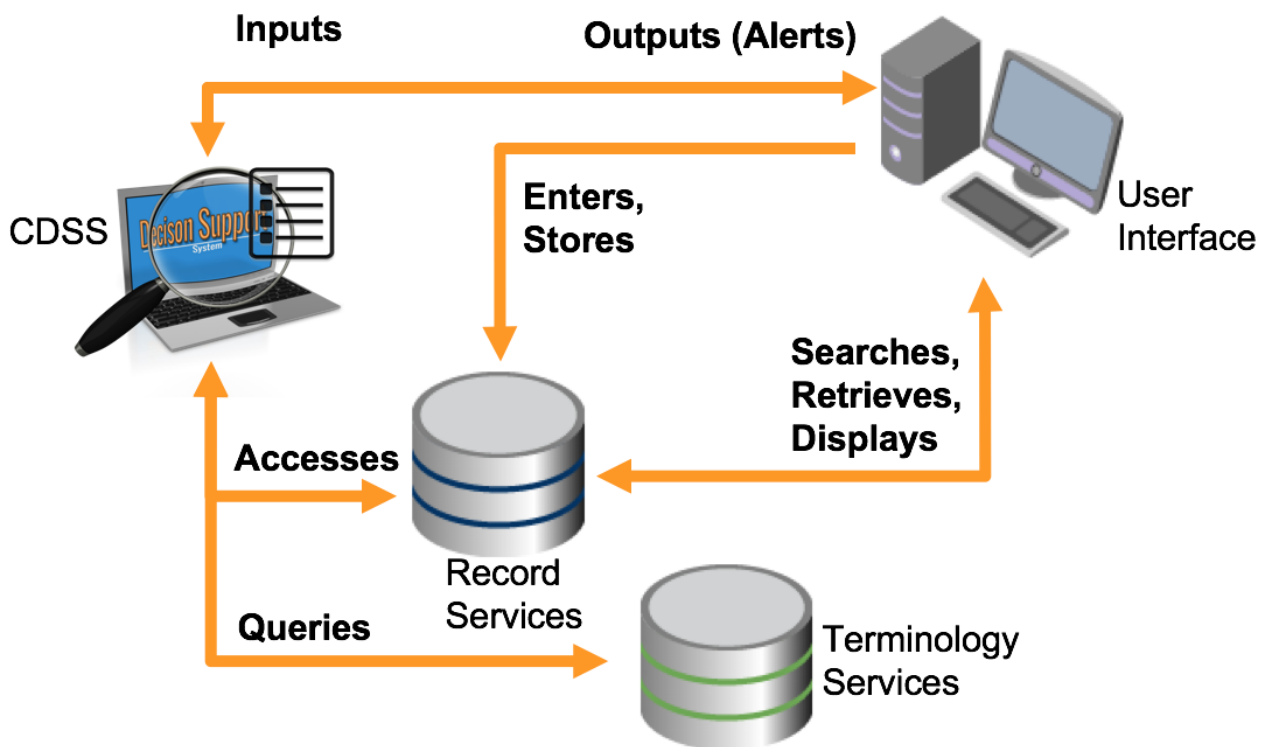 Inputs
Outputs (Alerts)
CDSS
Decison Support
System
Enters,
Stores
User
Interface
Searches,
Retrieves,
Displays
Accesses
Record
Services
Queries
Terminology
Services